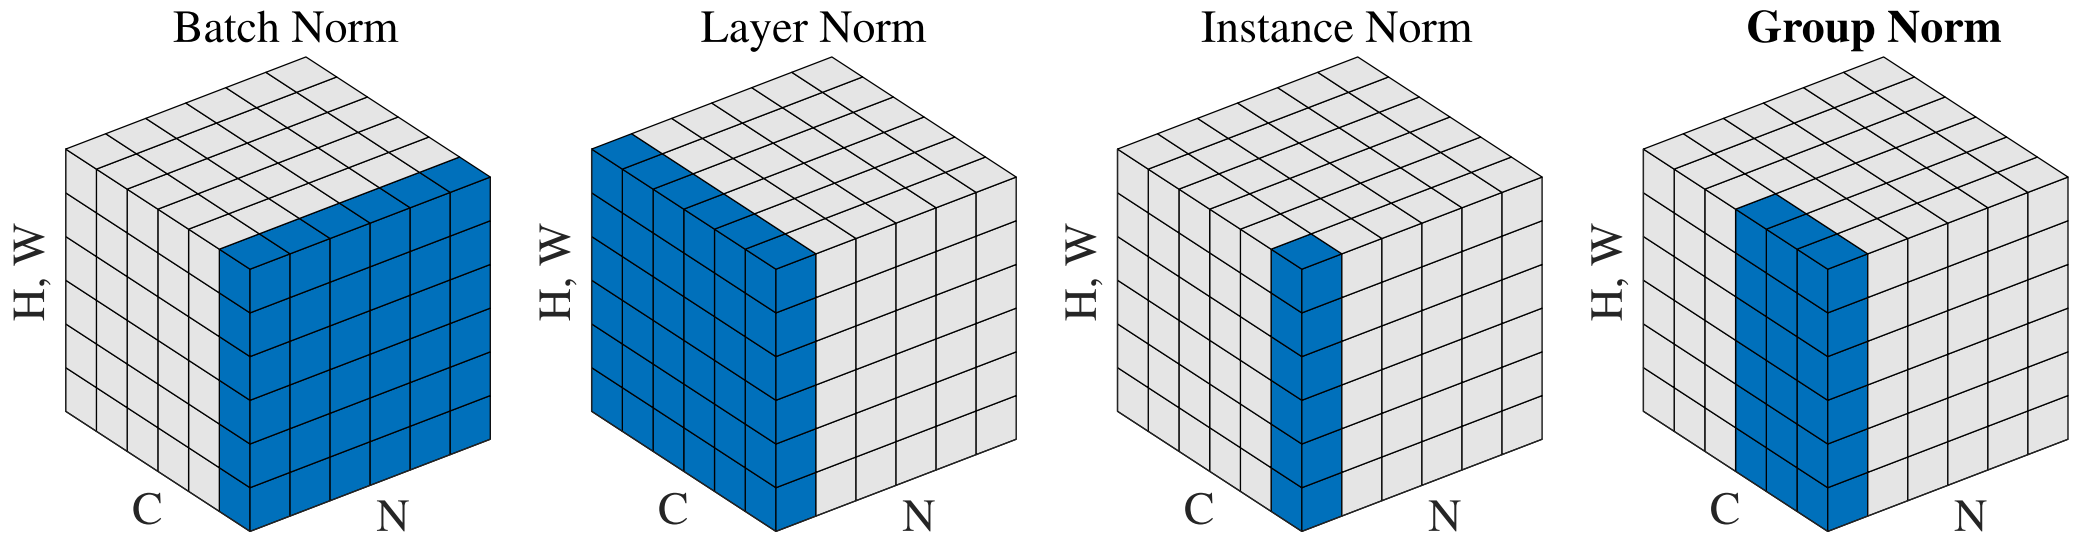 Batch Norm
H, W
C
N
Layer Norm
H, W
C
N
Instance Norm
H, W
C
N
Group Norm
H, W
C
N